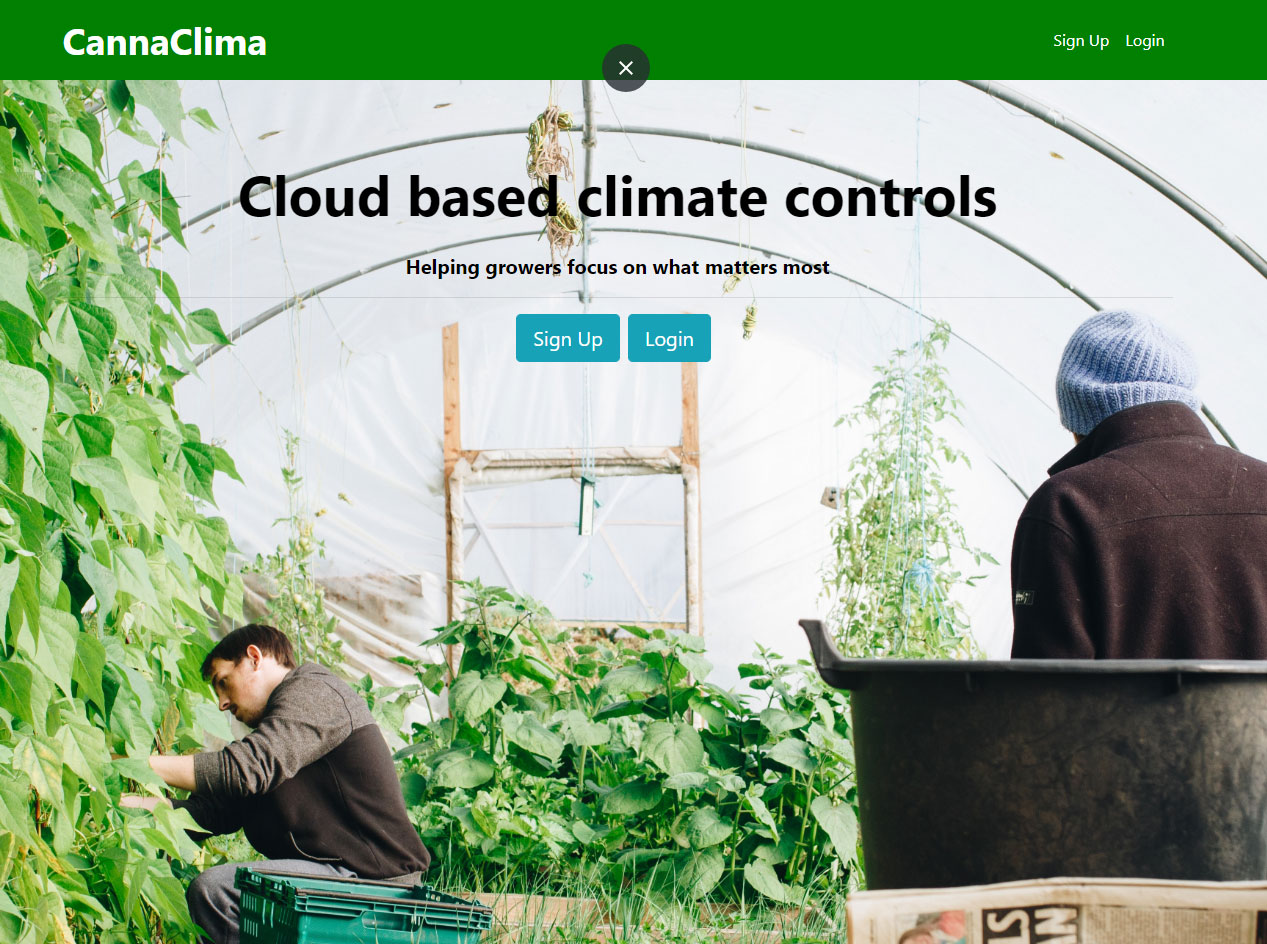 CannaClima
Sign Up Login
Cloud based climate controls
Helping growers focus on what matters most
Sign Up Login